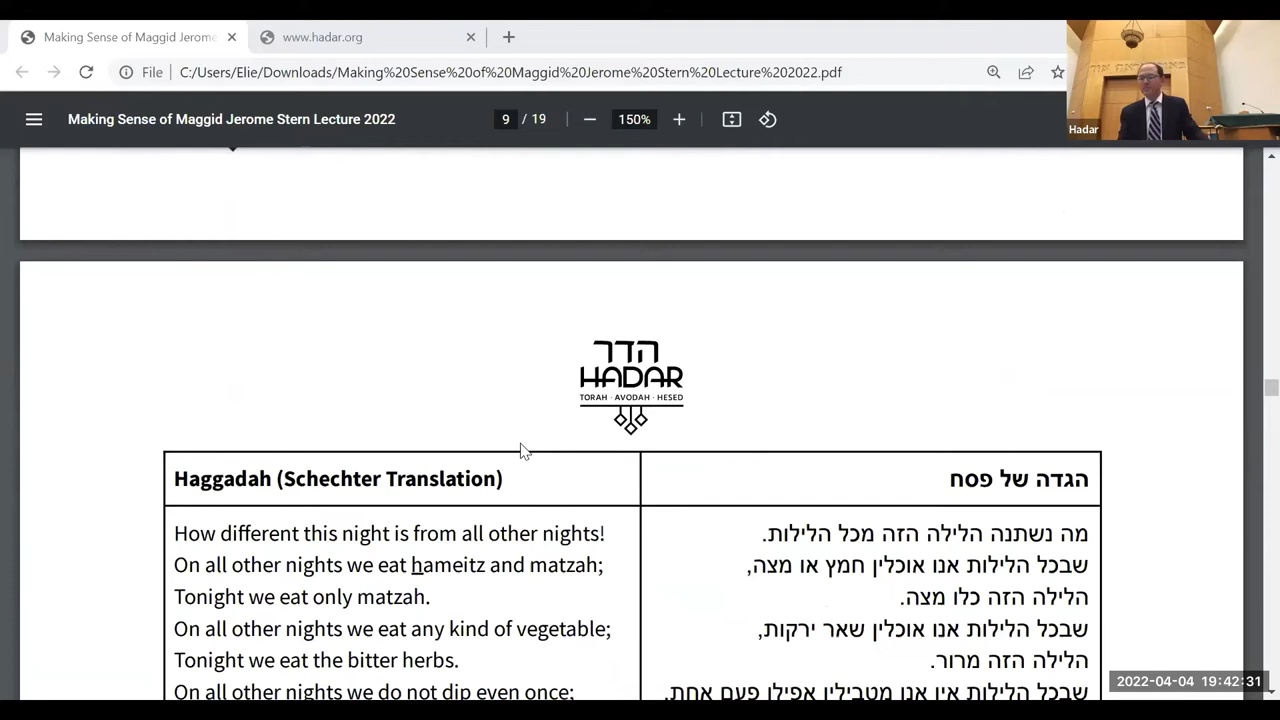 Making Sense of Maggid Jerome
www.hadar.org
File C:/Users/Elie/Downloads/Making%20Sense%20of%20Maggid%20Jerome%20Stern%20Lecture%202022.pdf
Making Sense of Maggid Jerome Stern Lecture 2022
9 / 19
150%
Hadar
הדר
HADAR
TORAH · AVODAH · HESED
Haggadah (Schechter Translation)
How different this night is from all other nights!
On all other nights we eat hameitz and matzah;
Tonight we eat only matzah.
On all other nights we eat any kind of vegetable;
Tonight we eat the bitter herbs.
On all other nights we do not dip even once;
הגדה של פסח
מה נשתנה הלילה הזה מכל הלילות.
שבכל הלילות אנו אוכלין חמץ או מצה,
הלילה הזה כלו מצה.
שבכל הלילות אנו אוכלין שאר ירקות,
הלילה הזה מרור.
שבכל הלילות אין אנו מטבילין אפילו פעם אחת,
2022-04-04 19:42:31